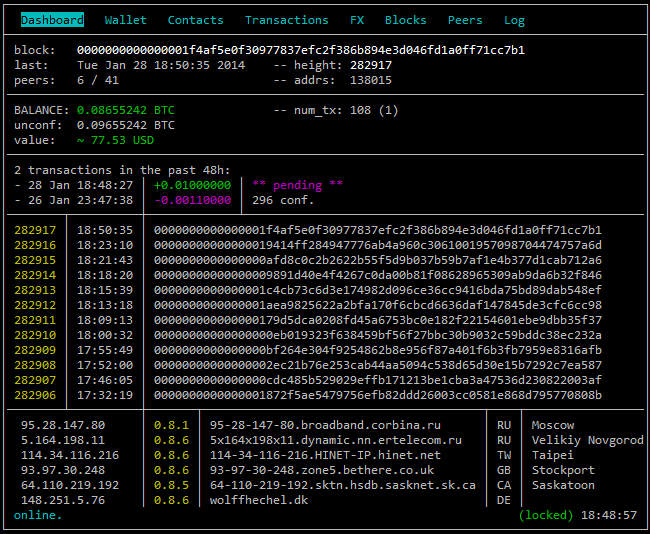 Dashboard Wallet Contacts Transactions FX Blocks Peers Log
block: 0000000000000001f4af5e0f30977837efc2f386b894e3d046fd1a0ff71cc7b1
last: Tue Jan 28 18:50:35 2014 -- height: 282917
peers: 6 / 41 -- addrs: 138015
BALANCE: 0.08655242 BTC -- num_tx: 108 (1)
unconf: 0.09655242 BTC
value: ~ 77.53 USD
2 transactions in the past 48h:
- 28 Jan 18:48:27 +0.01000000 ** pending **
- 26 Jan 23:47:38 -0.00110000 296 conf.
282917 18:50:35 0000000000000001f4af5e0f30977837efc2f386b894e3d046fd1a0ff71cc7b1
282916 18:23:10 000000000000000019414ff284947776ab4a960c3061001957098704474757a6d
282915 18:21:43 0000000000000000afd8c0c2b2622b55f5d9b037b59b7af1e4b377d1cab712a6
282914 18:18:20 00000000000000009891d40e4f4267c0da00b81f08628965309ab9da6b32f846
282913 18:15:39 0000000000000001c4cb73c6d3e174982d096ce36cc9416bda75bd89dab548ef
282912 18:13:18 0000000000000001aea9825622a2bfa170f6cbcd6636daf147845de3cfc6cc98
282911 18:09:13 0000000000000000179d5dca0208fd45a6753bc0e182f22154601ebe9dbb35f37
282910 18:00:32 0000000000000000eb019323f638459bf56f27bbc30b9032c59bddc38ec232a
282909 17:55:49 0000000000000000bf264e304f9254862b8e956f87a401f6b3fb7959e8316afb
282908 17:52:00 00000000000000002ec21b76e253cab44aa5094c538d65d30e15b7292c7ea587
282907 17:46:05 0000000000000000cdc485b529029effb171213be1cba3a47536d230822003af
282906 17:32:19 0000000000000001872f5ae5479756efb82ddd26003cc0581e868d795770808b
95.28.147.80 0.8.1 95-28-147-80.broadband.corbina.ru RU Moscow
5.164.198.11 0.8.6 5x164x198x11.dynamic.nn.ertelecom.ru RU Velikiy Novgorod
114.34.116.216 0.8.6 114-34-116-216.HINET-IP.hinet.net TW Taipei
93.97.30.248 0.8.6 93-97-30-248.zone5.bethere.co.uk GB Stockport
64.110.219.192 0.8.5 64-110-219-192.sktn.hsdb.sasknet.sk.ca CA Saskatoon
148.251.5.76 0.8.6 wolffhechel.dk DE
online. (locked) 18:48:57